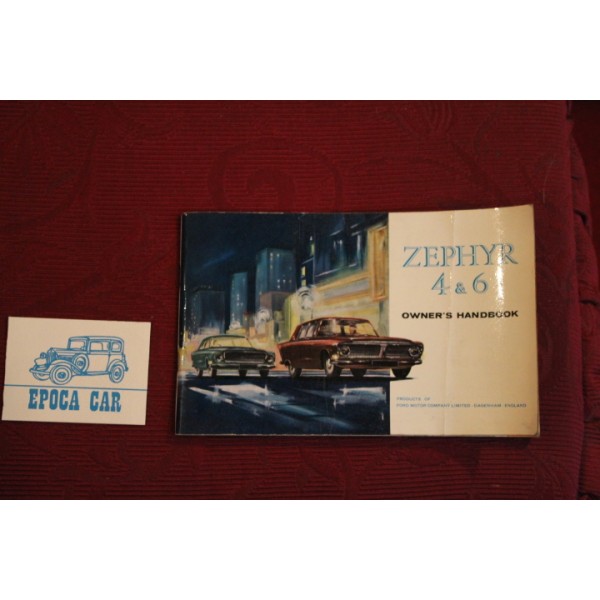 ZEPHYR
4 & 6
OWNER'S HANDBOOK
PRODUCTS OF
FORD MOTOR COMPANY LIMITED DAGENHAM ENGLAND
EPOCA CAR